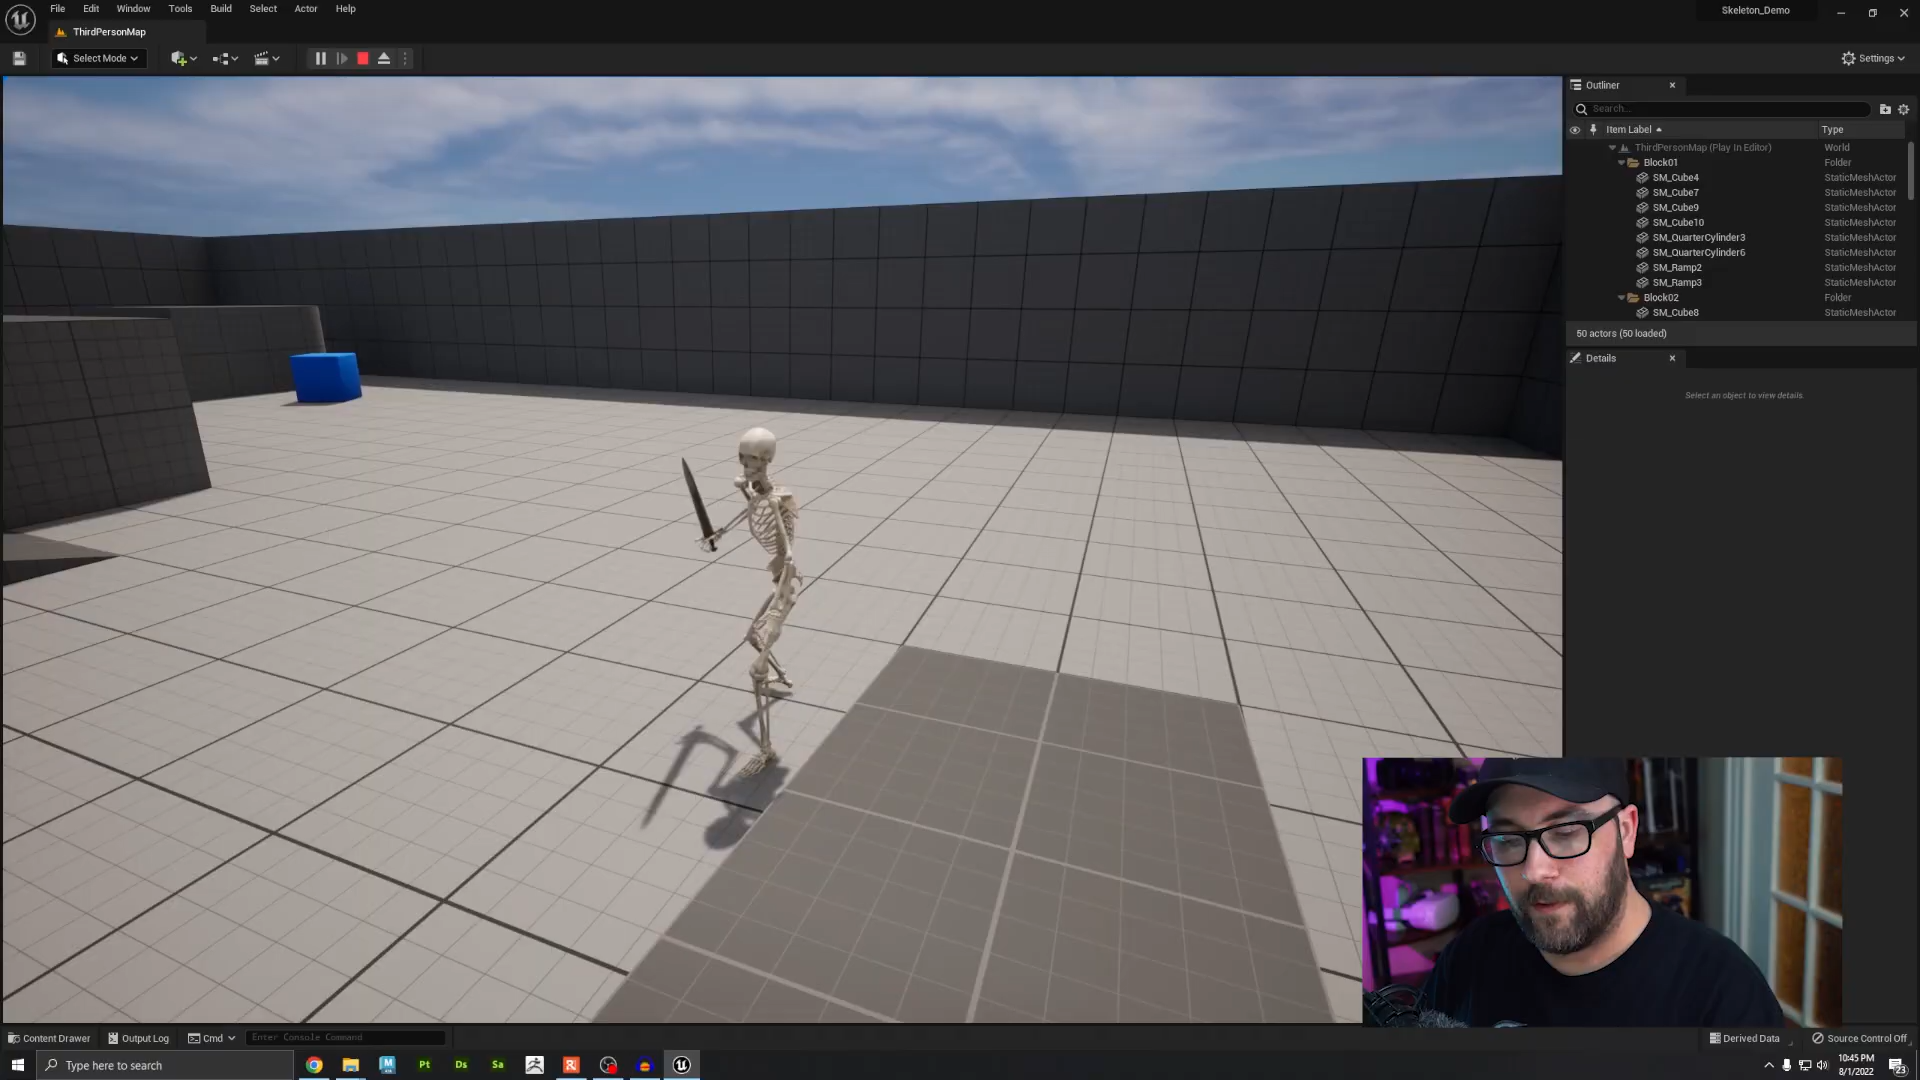 File Edit Window Tools Build Select Actor Help
Skeleton_Demo
ThirdPersonMap
Select Mode
Settings
Outliner
Search...
Item Label Type
ThirdPersonMap (Play In Editor) World
Block01 Folder
SM_Cube4 StaticMeshActor
SM_Cube7 StaticMeshActor
SM_Cube9 StaticMeshActor
SM_Cube10 StaticMeshActor
SM_QuarterCylinder3 StaticMeshActor
SM_QuarterCylinder6 StaticMeshActor
SM_Ramp2 StaticMeshActor
SM_Ramp3 StaticMeshActor
Block02 Folder
SM_Cube8 StaticMeshActor
50 actors (50 loaded)
Details
Select an object to view details.
Content Drawer Output Log Cmd Enter Console Command Derived Data Source Control Off
Type here to search
Pt Ds Sa
10:45 PM
8/1/2022
23